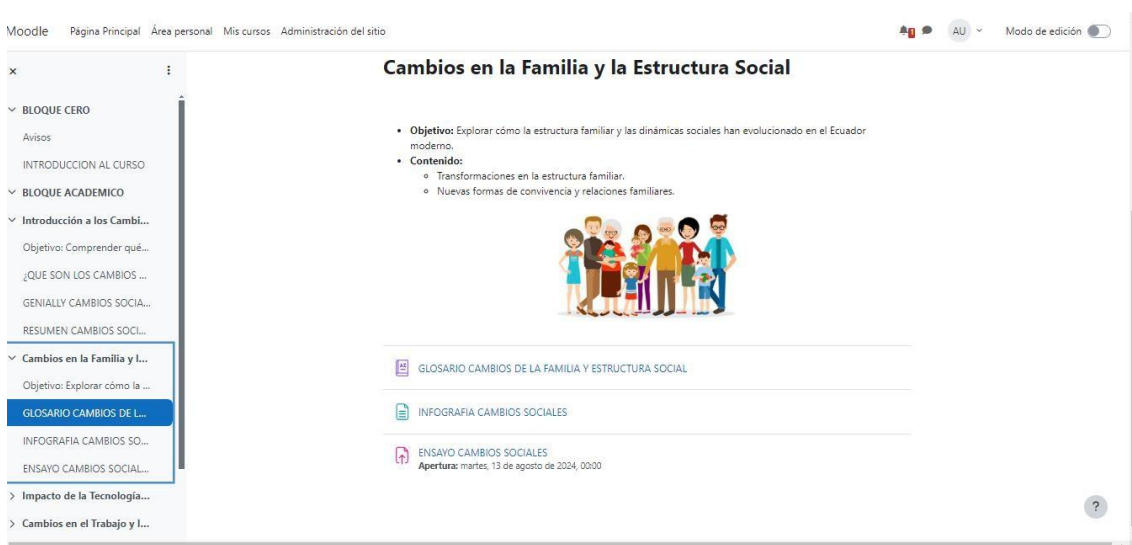 Moodle Página Principal Área personal Mis cursos Administración del sitio 1 AU Modo de edición
BLOQUE CERO
Avisos
INTRODUCCION AL CURSO
BLOQUE ACADEMICO
Introducción a los Cambi...
Objetivo: Comprender qué...
¿QUE SON LOS CAMBIOS ...
GENIALLY CAMBIOS SOCIA...
RESUMEN CAMBIOS SOCI...
Cambios en la Familia y l...
Objetivo: Explorar cómo la ...
GLOSARIO CAMBIOS DE L...
INFOGRAFIA CAMBIOS SO...
ENSAYO CAMBIOS SOCIAL...
Impacto de la Tecnología...
Cambios en el Trabajo y l...
Cambios en la Familia y la Estructura Social
• Objetivo: Explorar cómo la estructura familiar y las dinámicas sociales han evolucionado en el Ecuador
moderno.
• Contenido:
◦ Transformaciones en la estructura familiar.
◦ Nuevas formas de convivencia y relaciones familiares.
GLOSARIO CAMBIOS DE LA FAMILIA Y ESTRUCTURA SOCIAL
INFOGRAFIA CAMBIOS SOCIALES
ENSAYO CAMBIOS SOCIALES
Apertura: martes, 13 de agosto de 2024, 00:00
?